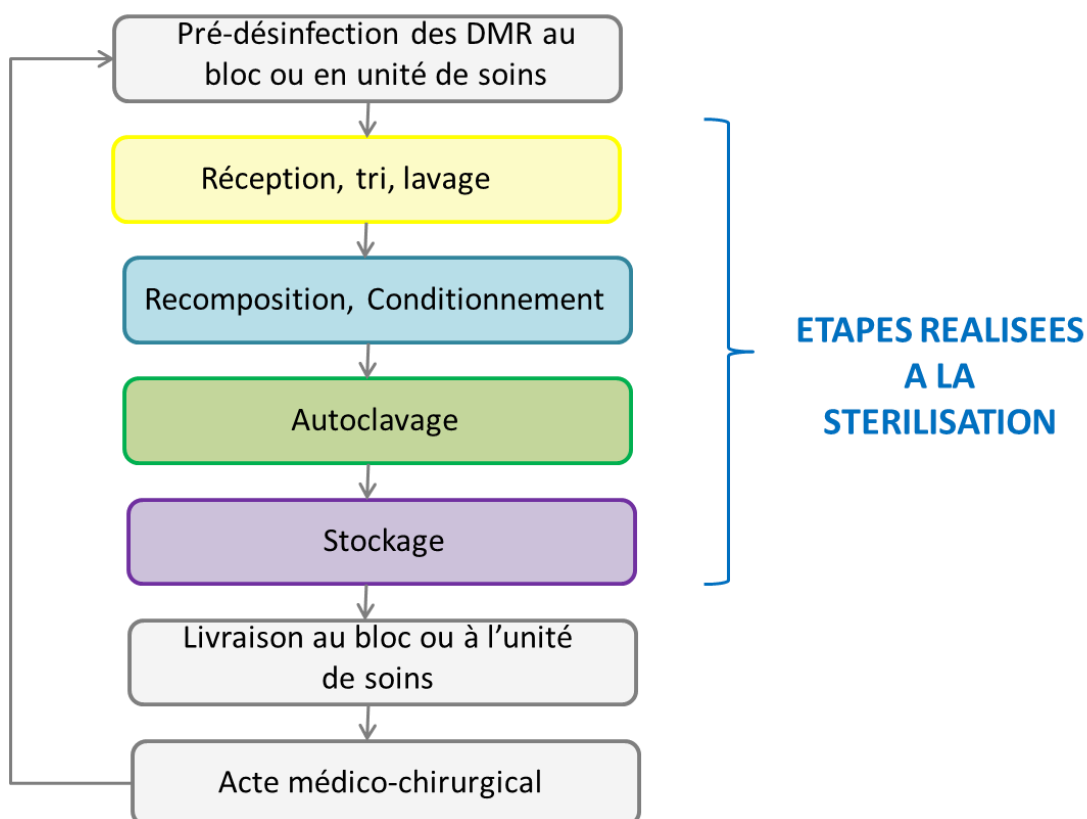 Pré-désinfection des DMR au
bloc ou en unité de soins
Réception, tri, lavage
Recomposition, Conditionnement
Autoclavage
Stockage
Livraison au bloc ou à l’unité
de soins
Acte médico-chirurgical
ETAPES REALISEES
A LA
STERILISATION